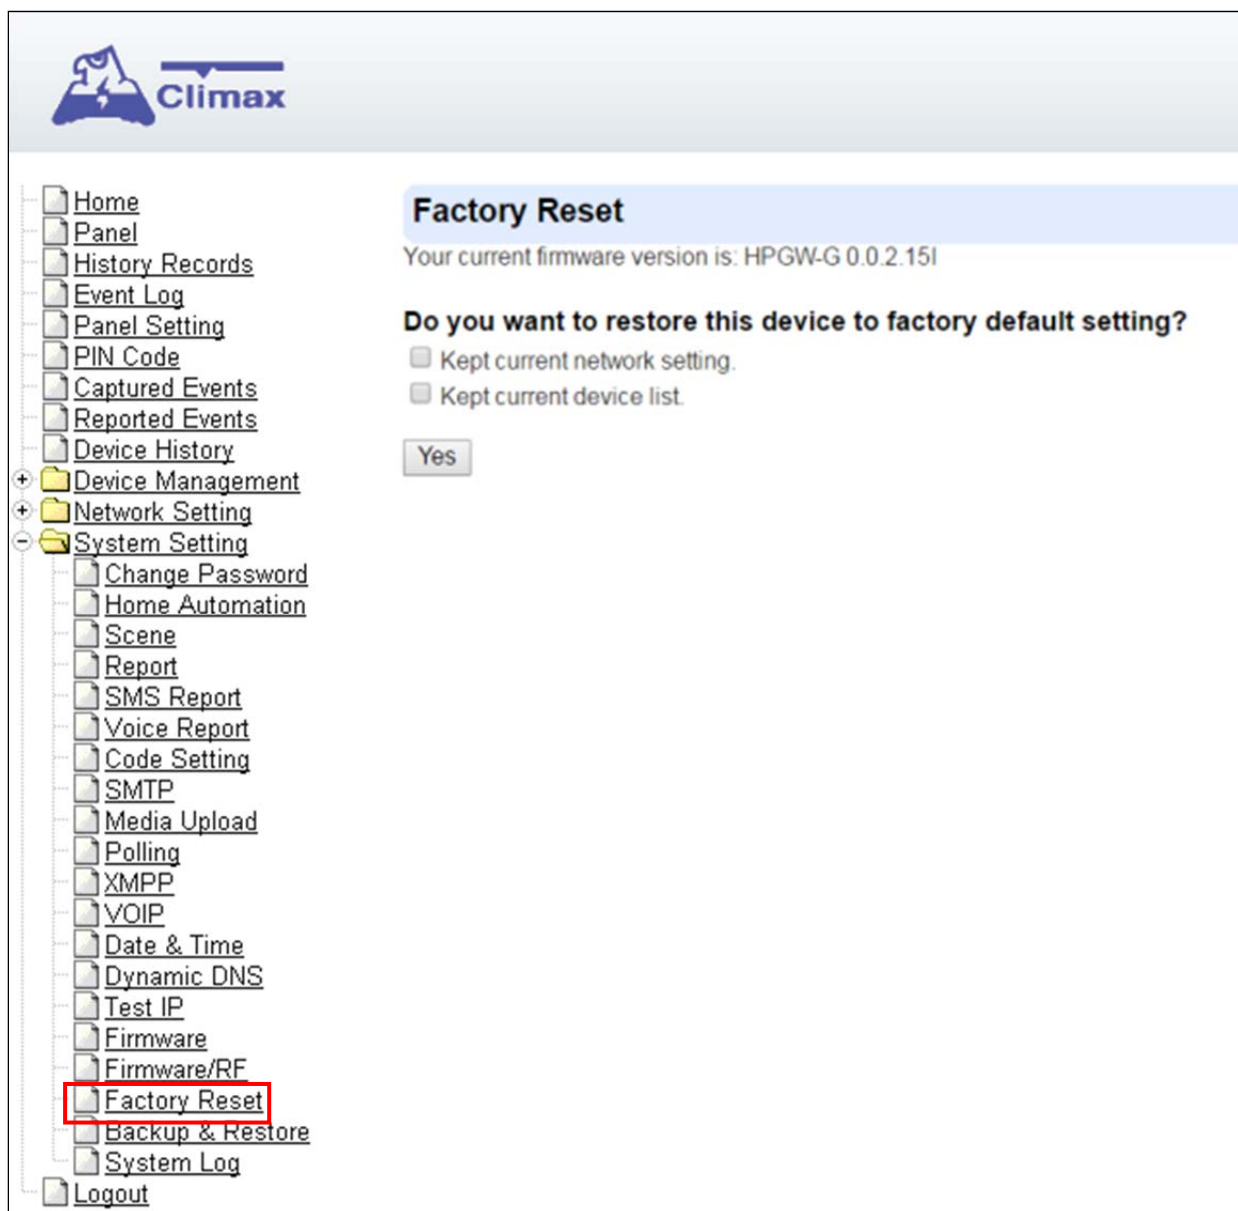 Climax
Home
Panel
History Records
Event Log
Panel Setting
PIN Code
Captured Events
Reported Events
Device History
Device Management
Network Setting
System Setting
Change Password
Home Automation
Scene
Report
SMS Report
Voice Report
Code Setting
SMTP
Media Upload
Polling
XMPP
VOIP
Date & Time
Dynamic DNS
Test IP
Firmware
Firmware/RF
Factory Reset
Backup & Restore
System Log
Logout
Factory Reset
Your current firmware version is: HPGW-G 0.0.2.15I
Do you want to restore this device to factory default setting?
Kept current network setting.
Kept current device list.
Yes